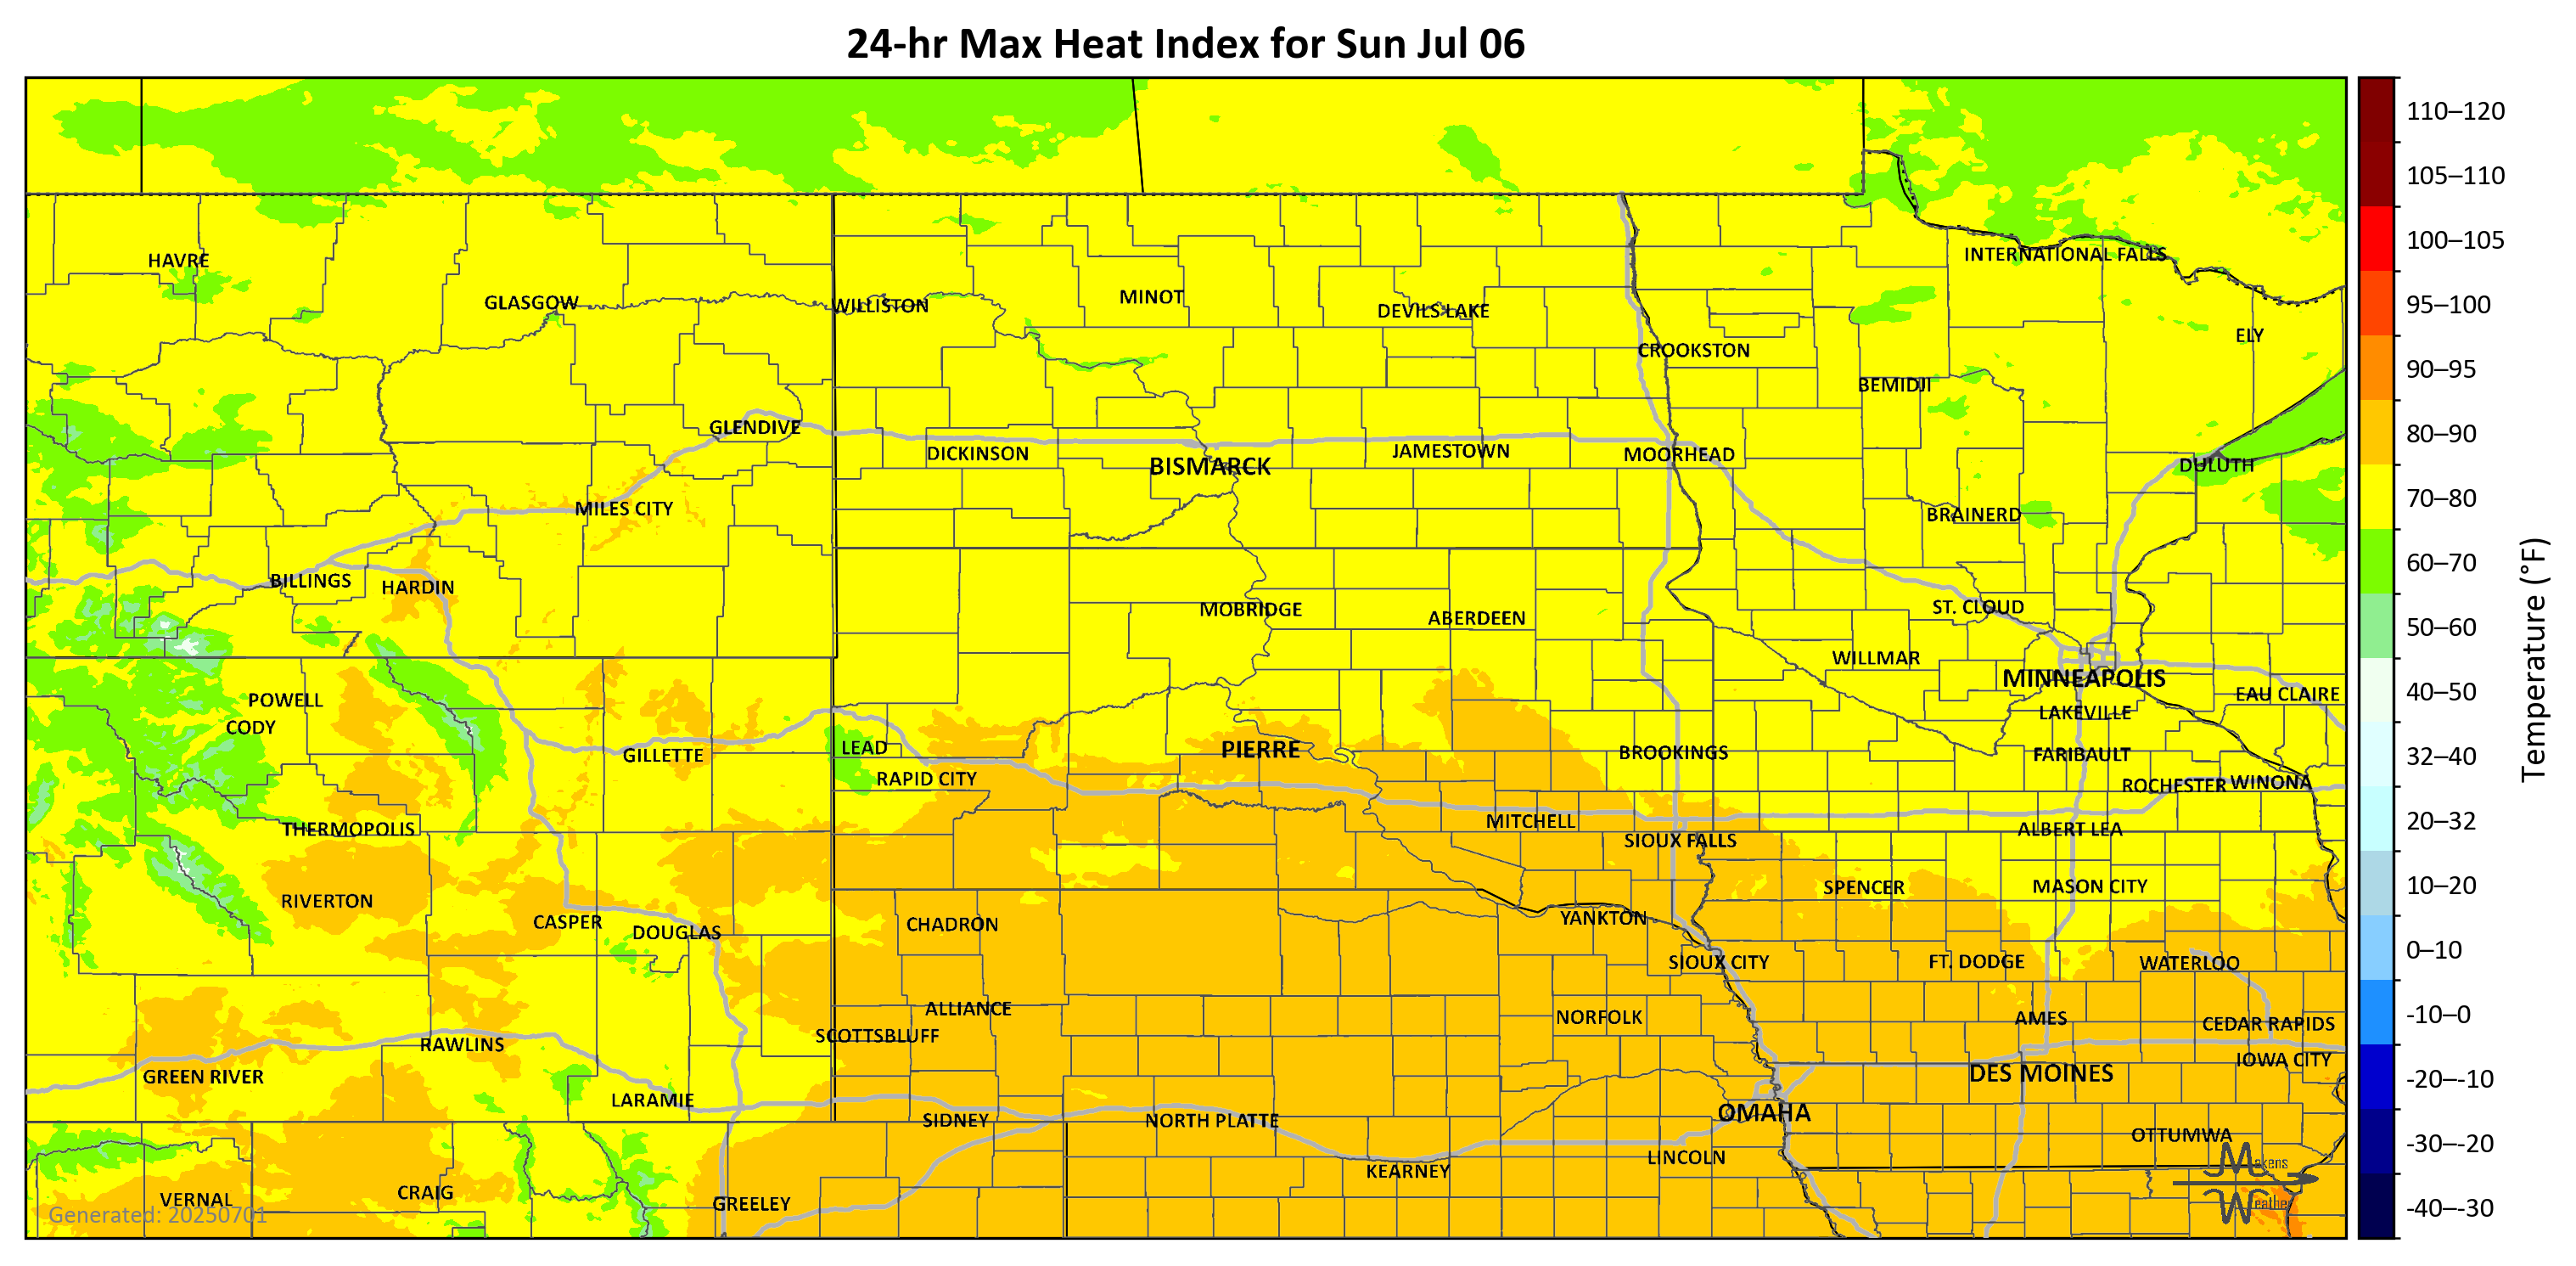 24-hr Max Heat Index for Sun Jul 06
HAVRE
INTERNATIONAL FALLS
GLASGOW
WILLISTON
MINOT
DEVILS LAKE
ELY
CROOKSTON
BEMIDJI
GLENDIVE
DICKINSON
BISMARCK
JAMESTOWN
MOORHEAD
DULUTH
MILES CITY
BRAINERD
BILLINGS
HARDIN
MOBRIDGE
ABERDEEN
ST. CLOUD
WILLMAR
MINNEAPOLIS
EAU CLAIRE
POWELL
CODY
LAKEVILLE
GILLETTE
LEAD
PIERRE
BROOKINGS
FARIBAULT
RAPID CITY
ROCHESTER
WINONA
THERMOPOLIS
MITCHELL
SIOUX FALLS
ALBERT LEA
RIVERTON
SPENCER
MASON CITY
CASPER
DOUGLAS
CHADRON
YANKTON
SIOUX CITY
FT. DODGE
WATERLOO
ALLIANCE
NORFOLK
AMES
CEDAR RAPIDS
SCOTTSBLUFF
RAWLINS
IOWA CITY
GREEN RIVER
DES MOINES
LARAMIE
SIDNEY
NORTH PLATTE
OMAHA
OTTUMWA
KEARNEY
LINCOLN
VERNAL
CRAIG
GREELEY
Generated: 20250701
Makens
Weather
110–120
105–110
100–105
95–100
90–95
80–90
70–80
60–70
50–60
40–50
32–40
20–32
10–20
0–10
-10–0
-20–-10
-30–-20
-40–-30
Temperature (°F)